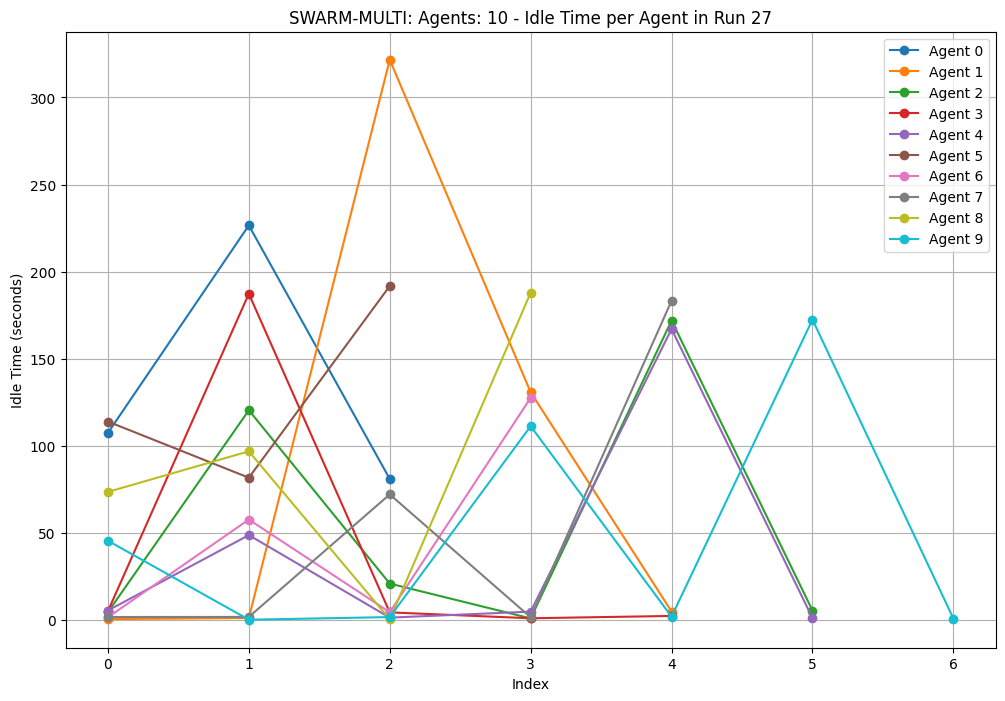 SWARM-MULTI: Agents: 10 - Idle Time per Agent in Run 27
Agent 0
Agent 1
Agent 2
Agent 3
Agent 4
Agent 5
Agent 6
Agent 7
Agent 8
Agent 9
Idle Time (seconds)
300
250
200
150
100
50
0
0 1 2 3 4 5 6
Index